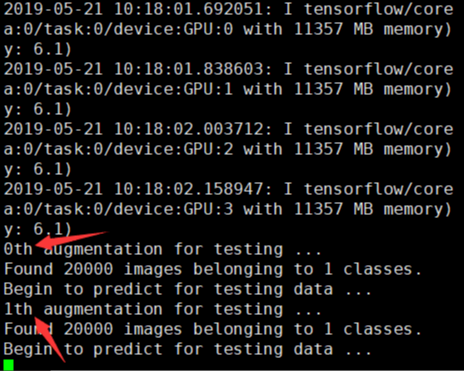 2019-05-21 10:18:01.692051: I tensorflow/core
a:0/task:0/device:GPU:0 with 11357 MB memory)
y: 6.1)
2019-05-21 10:18:01.838603: I tensorflow/core
a:0/task:0/device:GPU:1 with 11357 MB memory)
y: 6.1)
2019-05-21 10:18:02.003712: I tensorflow/core
a:0/task:0/device:GPU:2 with 11357 MB memory)
y: 6.1)
2019-05-21 10:18:02.158947: I tensorflow/core
a:0/task:0/device:GPU:3 with 11357 MB memory)
y: 6.1)
0th augmentation for testing ...
Found 20000 images belonging to 1 classes.
Begin to predict for testing data ...
1th augmentation for testing ...
Found 20000 images belonging to 1 classes.
Begin to predict for testing data ...